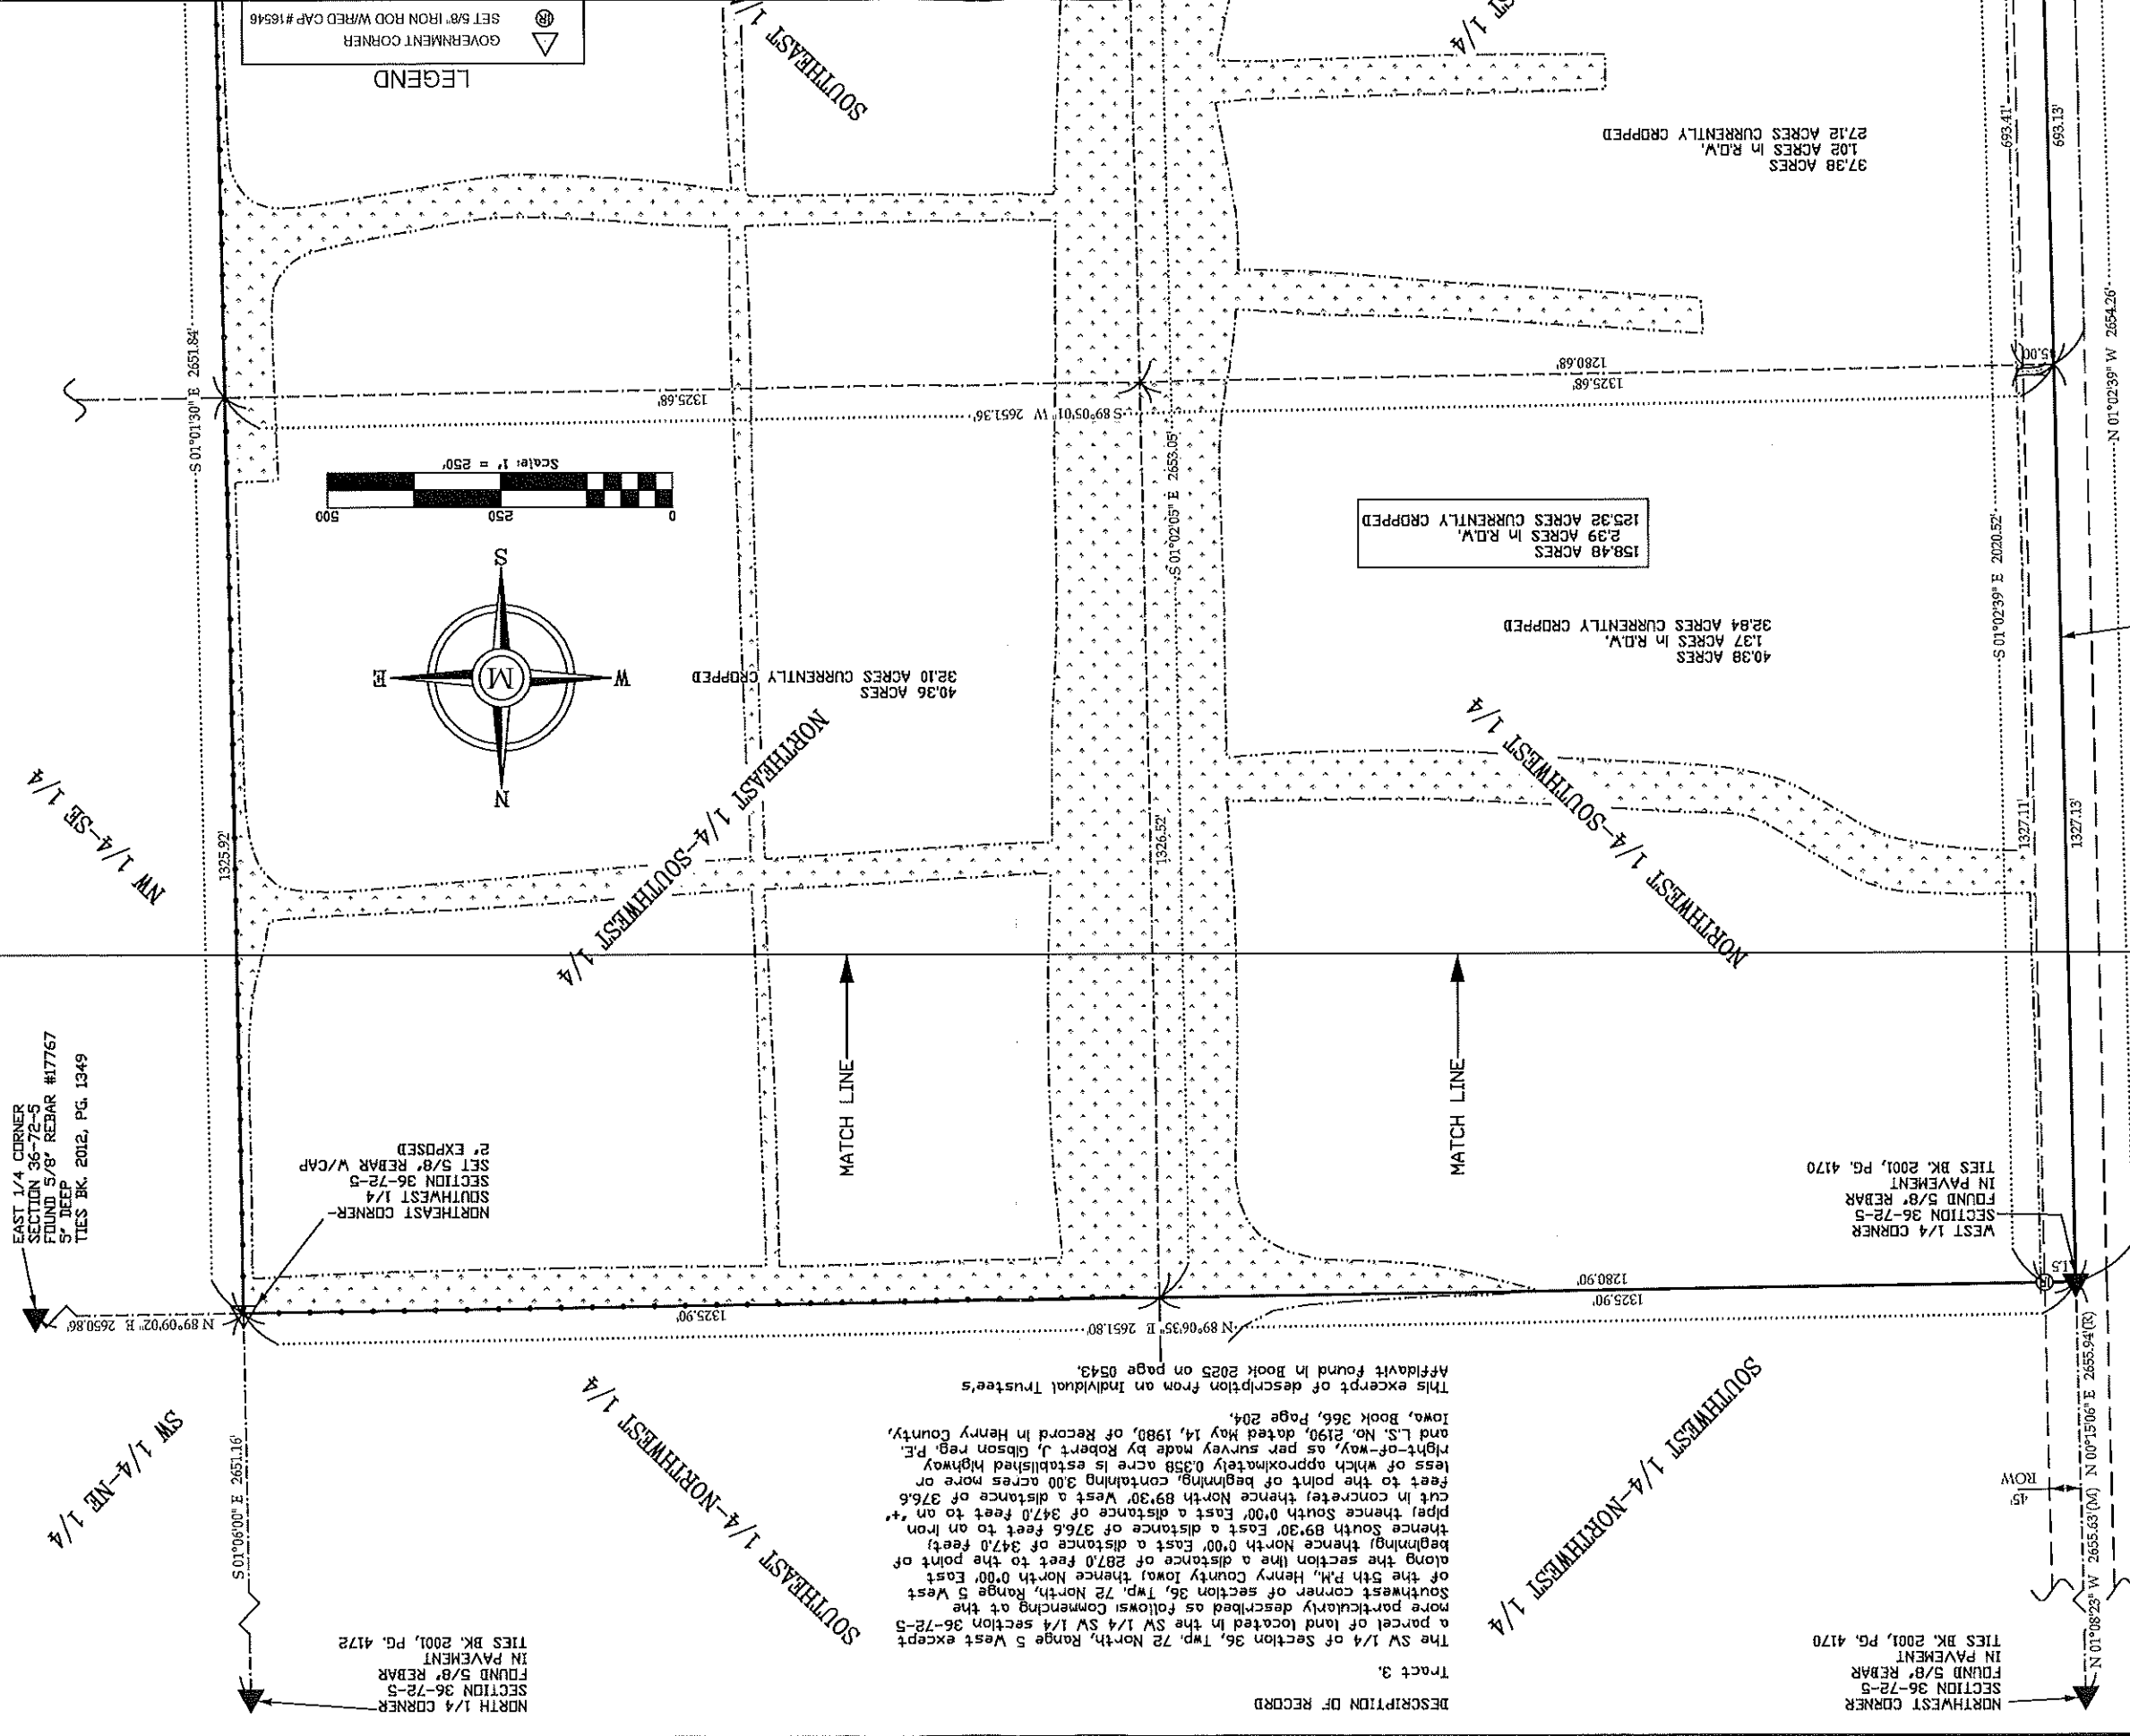 NORTHWEST CORNER
SECTION 36-72-5
FOUND 5/8" REBAR
IN PAVEMENT
TIES BK. 2001, PG. 4170
N 01°08'23" W 2655.63'(M) N 00°15'06" E 2655.94'(R)
45'
ROW
DESCRIPTION OF RECORD
Tract 3.
The SW 1/4 of Section 36, Twp. 72 North, Range 5 West except
a parcel of land located in the SW 1/4 SW 1/4 section 36-72-5
more particularly described as follows: Commencing at the
Southwest corner of section 36, Twp. 72 North, Range 5 West
of the 5th P.M., Henry County Iowa; thence North 0°00' East
along the section line a distance of 287.0 feet to the point of
beginning; thence North 0°00' East a distance of 347.0 feet;
thence South 89°30' East a distance of 376.6 feet to an iron
pipe; thence South 0°00' East a distance of 347.0 feet to an "+"
cut in concrete; thence North 89°30' West a distance of 376.6
feet to the point of beginning, containing 3.00 acres more or
less of which approximately 0.358 acre is established highway
right-of-way, as per survey made by Robert J. Gibson reg. P.E.
and L.S. No. 2190, dated May 14, 1980, of Record in Henry County,
Iowa, Book 366, Page 204.
This excerpt of description from an Individual Trustee's
Affidavit found in Book 2025 on page 0543.
NORTH 1/4 CORNER
SECTION 36-72-5
FOUND 5/8" REBAR
IN PAVEMENT
TIES BK. 2001, PG. 4172
S 01°06'00" E 2651.16'
SOUTHWEST 1/4-NORTHWEST 1/4
SOUTHEAST 1/4-NORTHWEST 1/4
SW 1/4-NE 1/4
N 89°06'35" E 2651.80'
1325.90'
1280.90'
1325.90'
N 89°09'02" E 2650.86'
L5
WEST 1/4 CORNER
SECTION 36-72-5
FOUND 5/8" REBAR
IN PAVEMENT
TIES BK. 2001, PG. 4170
NORTHEAST CORNER
SOUTHWEST 1/4
SECTION 36-72-5
SET 5/8" REBAR W/CAP
2" EXPOSED
EAST 1/4 CORNER
SECTION 36-72-5
FOUND 5/8" REBAR #17767
5" DEEP
TIES BK. 2012, PG. 1349
MATCH LINE
MATCH LINE
NORTHWEST 1/4-SOUTHWEST 1/4
NORTHEAST 1/4-SOUTHWEST 1/4
NW 1/4-SE 1/4
1327.13'
1327.11'
1326.52'
1325.92'
40.38 ACRES
1.37 ACRES In R.O.W.
32.84 ACRES CURRENTLY CROPPED
40.36 ACRES
32.10 ACRES CURRENTLY CROPPED
N
W
M
E
S
158.48 ACRES
2.39 ACRES In R.O.W.
125.32 ACRES CURRENTLY CROPPED
S 01°02'39" E 2020.52'
S 01°02'05" E 2653.05'
0
250
500
Scale: 1" = 250'
S 89°05'01" W 2651.36'
1325.68'
1280.68'
1325.68'
N 01°02'39" W 2654.26'
S 01°01'30" E 2651.84'
37.38 ACRES
1.02 ACRES In R.O.W.
27.12 ACRES CURRENTLY CROPPED
693.13'
693.41'
SOUTHEAST 1/
ST 1/4
LEGEND
GOVERNMENT CORNER
IR
SET 5/8" IRON ROD W/RED CAP #16546